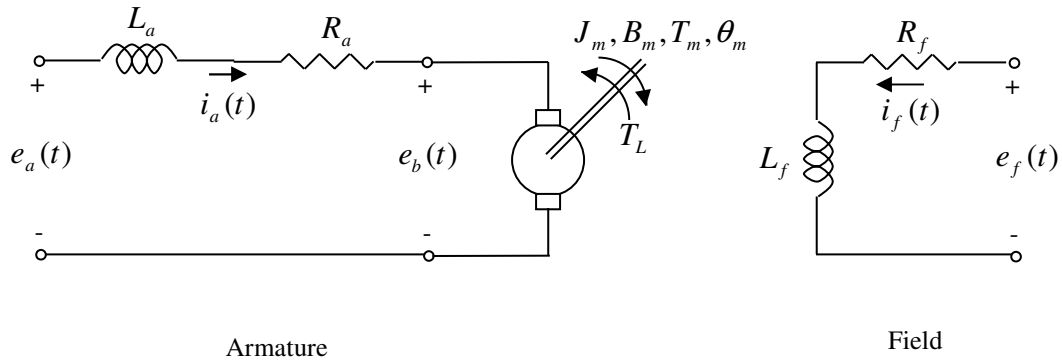 L_a
R_a
J_m, B_m, T_m, θ_m
R_f
+
+
+
i_a(t)
i_f(t)
T_L
e_a(t)
e_b(t)
L_f
e_f(t)
-
-
-
Armature
Field